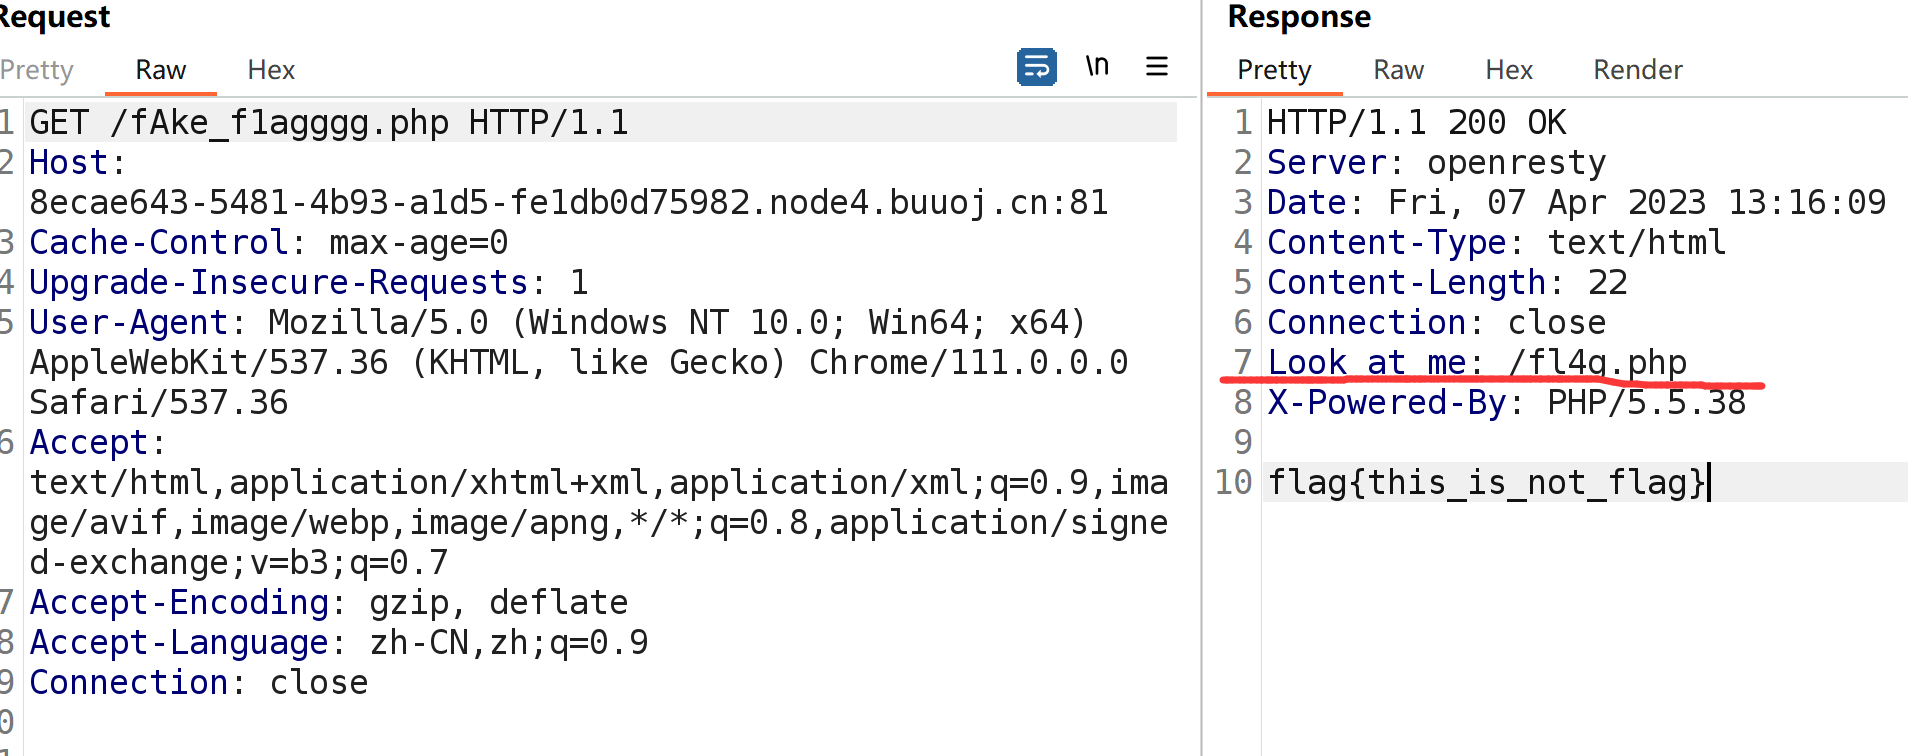 Request
Pretty Raw Hex \n
1 GET /fAke_f1agggg.php HTTP/1.1
2 Host:
8ecae643-5481-4b93-a1d5-fe1db0d75982.node4.buuoj.cn:81
3 Cache-Control: max-age=0
4 Upgrade-Insecure-Requests: 1
5 User-Agent: Mozilla/5.0 (Windows NT 10.0; Win64; x64)
AppleWebKit/537.36 (KHTML, like Gecko) Chrome/111.0.0.0
Safari/537.36
6 Accept:
text/html,application/xhtml+xml,application/xml;q=0.9,ima
ge/avif,image/webp,image/apng,*/*;q=0.8,application/signe
d-exchange;v=b3;q=0.7
7 Accept-Encoding: gzip, deflate
8 Accept-Language: zh-CN,zh;q=0.9
9 Connection: close
0
Response
Pretty Raw Hex Render
1 HTTP/1.1 200 OK
2 Server: openresty
3 Date: Fri, 07 Apr 2023 13:16:09
4 Content-Type: text/html
5 Content-Length: 22
6 Connection: close
7 Look at me: /fl4g.php
8 X-Powered-By: PHP/5.5.38
9
10 flag{this_is_not_flag}